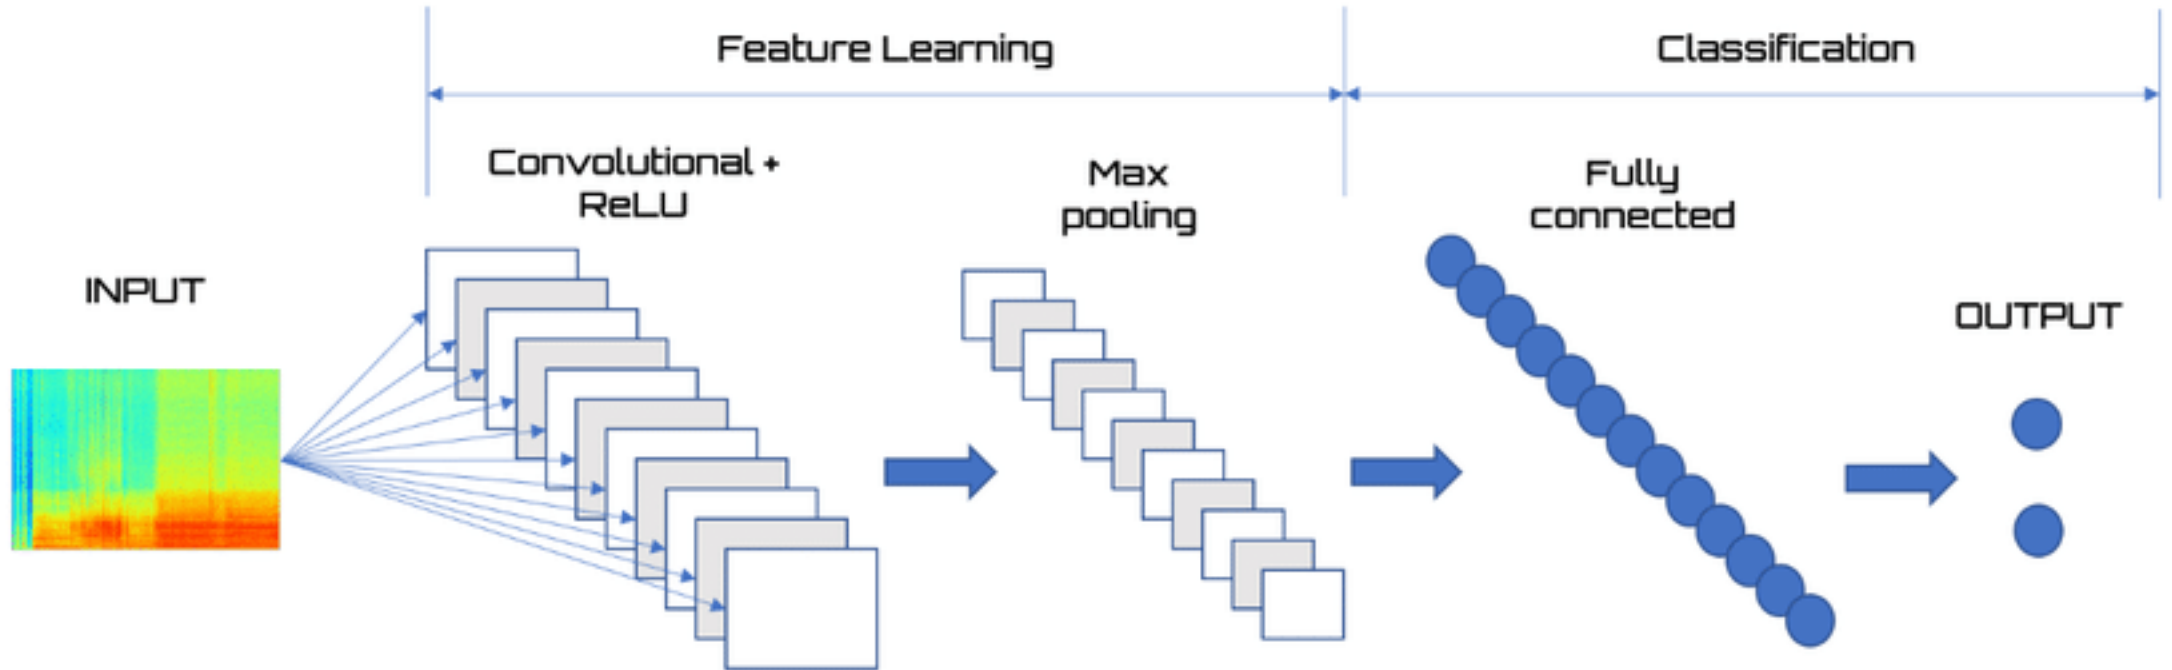 Feature Learning
Classification
Convolutional +
ReLU
Max
pooling
Fully
connected
INPUT
OUTPUT